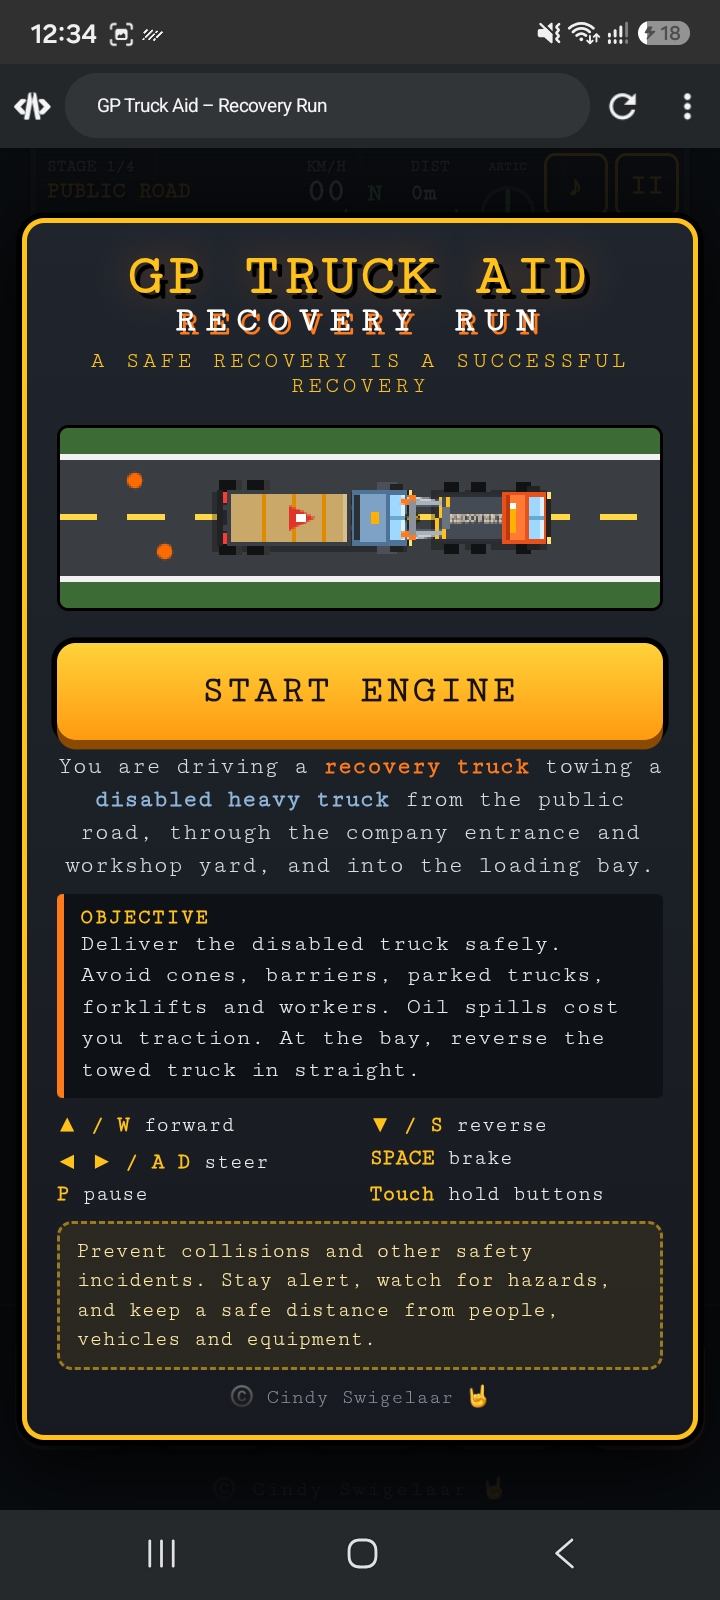 12:34
18
GP Truck Aid – Recovery Run
STAGE 1/4 KM/H DIST ARTIC
PUBLIC ROAD 00 N 0m ♪ II
GP TRUCK AID
RECOVERY RUN
A SAFE RECOVERY IS A SUCCESSFUL
RECOVERY
RECOVERY
START ENGINE
You are driving a recovery truck towing a
disabled heavy truck from the public
road, through the company entrance and
workshop yard, and into the loading bay.
OBJECTIVE
Deliver the disabled truck safely.
Avoid cones, barriers, parked trucks,
forklifts and workers. Oil spills cost
you traction. At the bay, reverse the
towed truck in straight.
▲ / W forward ▼ / S reverse
◀ ▶ / A D steer SPACE brake
P pause Touch hold buttons
Prevent collisions and other safety
incidents. Stay alert, watch for hazards,
and keep a safe distance from people,
vehicles and equipment.
© Cindy Swigelaar 🤘
© Cindy Swigelaar 🤘